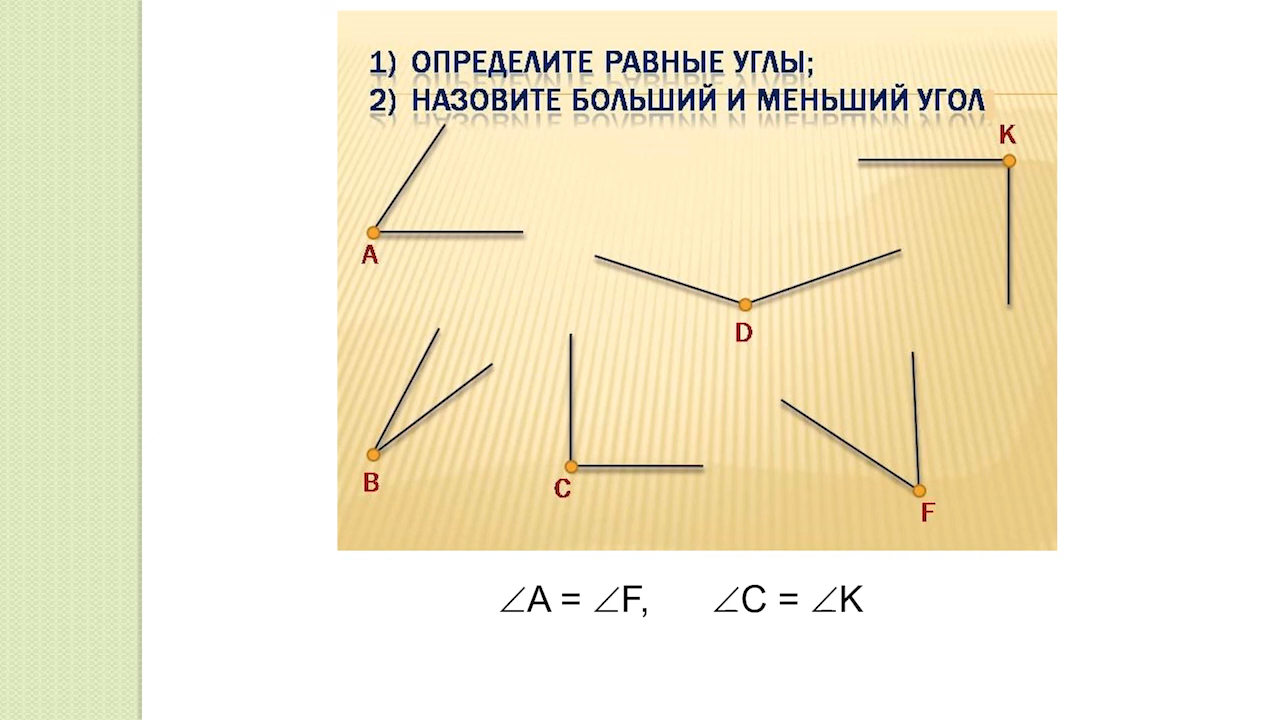 1) ОПРЕДЕЛИТЕ РАВНЫЕ УГЛЫ;
2) НАЗОВИТЕ БОЛЬШИЙ И МЕНЬШИЙ УГОЛ
K
A
D
B
C
F
∠A = ∠F, ∠C = ∠K